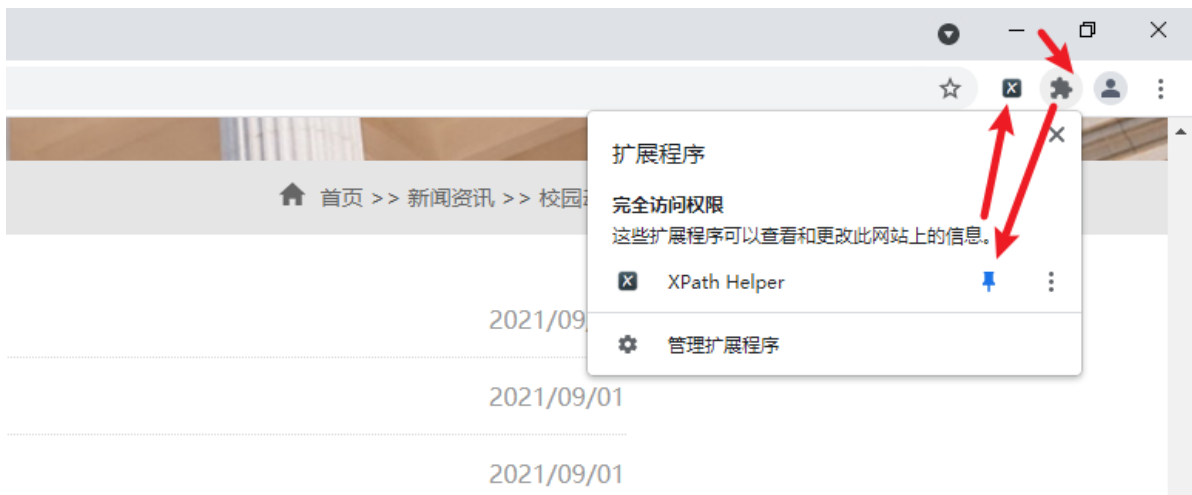 首页 >> 新闻资讯 >> 校园
扩展程序
完全访问权限
这些扩展程序可以查看和更改此网站上的信息。
XPath Helper
管理扩展程序
2021/09
2021/09/01
2021/09/01